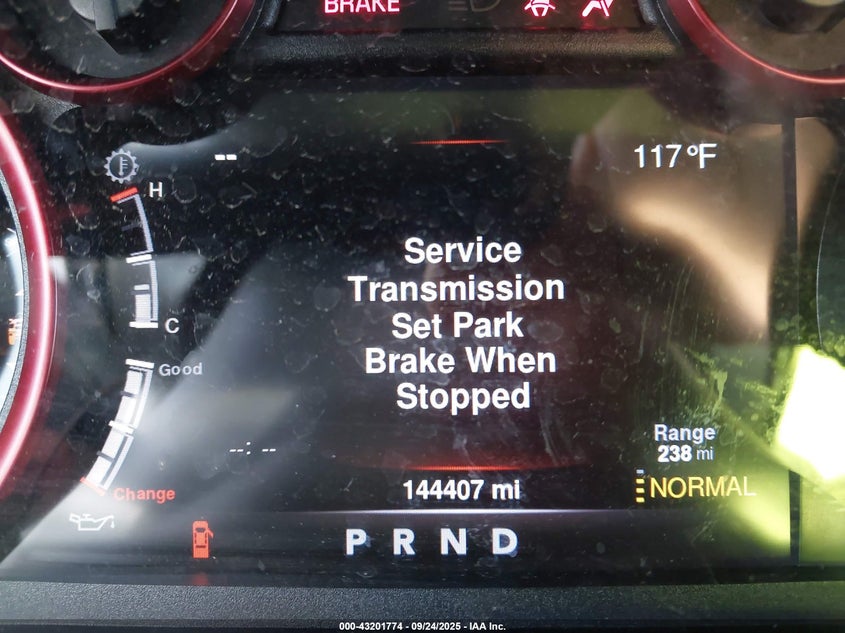 BRAKE
--
117°F
H
Service
Transmission
Set Park
Brake When
Stopped
C
Good
--:--
Range
238 mi
Change
144407 mi
NORMAL
P R N D
000-43201774 - 09/24/2025 - IAA Inc.